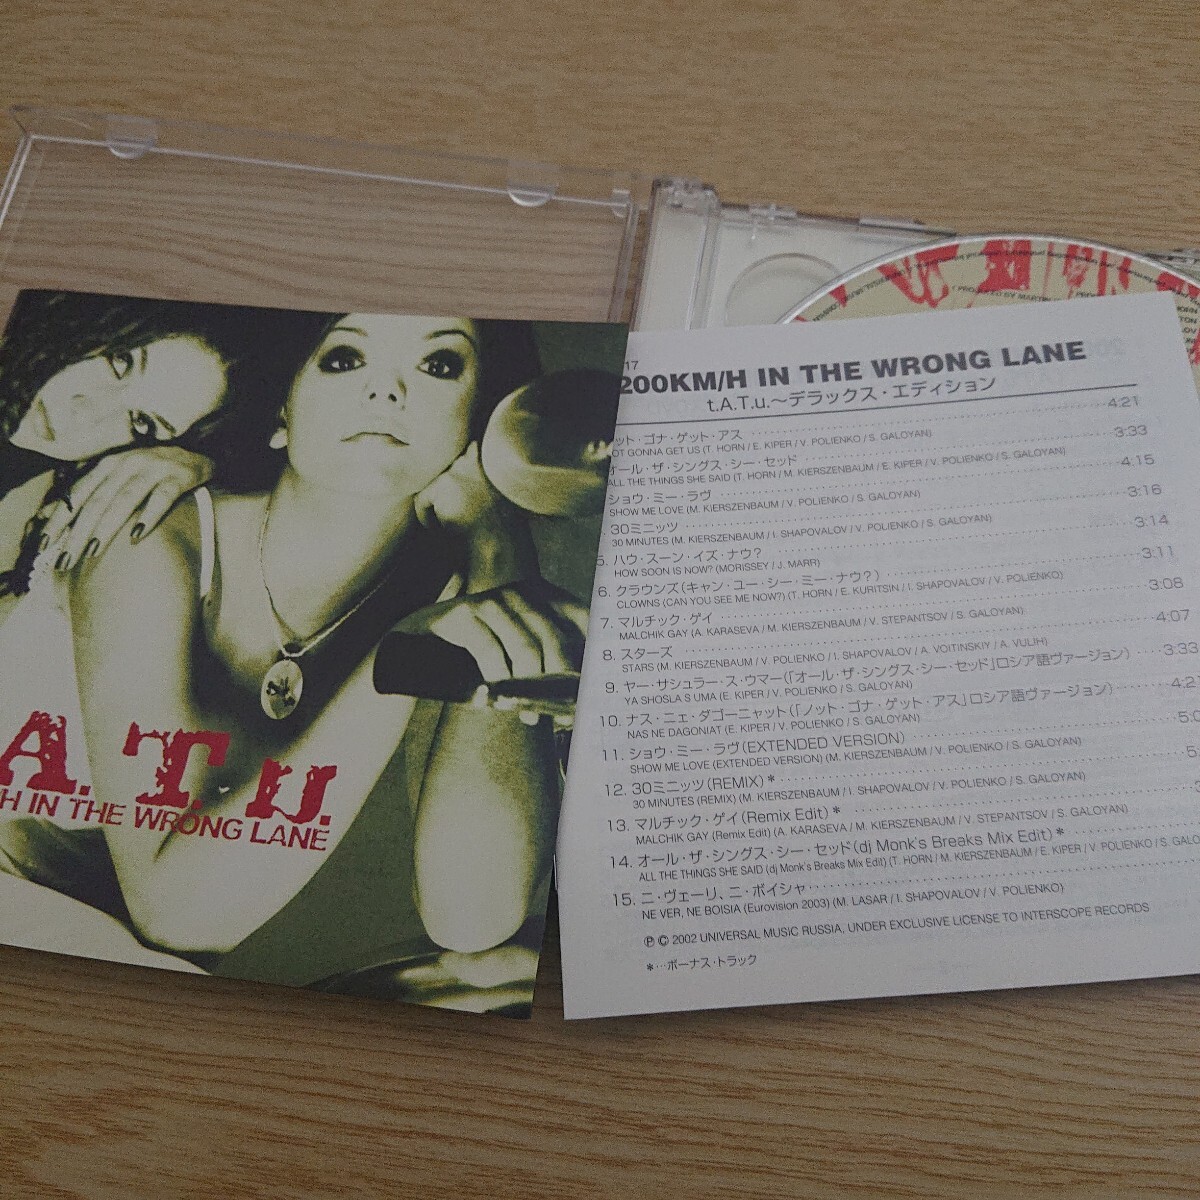 A.T.u.
H IN THE WRONG LANE
17
200KM/H IN THE WRONG LANE
t.A.T.u.〜デラックス・エディション
ット・ゴナ・ゲット・アス 4:21
OT GONNA GET US (T. HORN / E. KIPER / V. POLIENKO / S. GALOYAN)
オール・ザ・シングス・シー・セッド 3:33
ALL THE THINGS SHE SAID (T. HORN / M. KIERSZENBAUM / E. KIPER / V. POLIENKO / S. GALOYAN)
ショウ・ミー・ラヴ 4:15
SHOW ME LOVE (M. KIERSZENBAUM / V. POLIENKO / S. GALOYAN)
30ミニッツ 3:16
30 MINUTES (M. KIERSZENBAUM / I. SHAPOVALOV / V. POLIENKO / S. GALOYAN)
5. ハウ・スーン・イズ・ナウ? 3:14
HOW SOON IS NOW? (MORISSEY / J. MARR)
6. クラウンズ(キャン・ユー・シー・ミー・ナウ?) 3:11
CLOWNS (CAN YOU SEE ME NOW?) (T. HORN / E. KURITSIN / I. SHAPOVALOV / V. POLIENKO)
7. マルチック・ゲイ 3:08
MALCHIK GAY (A. KARASEVA / M. KIERSZENBAUM / V. STEPANTSOV / S. GALOYAN)
8. スターズ 4:07
STARS (M. KIERSZENBAUM / V. POLIENKO / I. SHAPOVALOV / A. VOITINSKIY / A. VULIH)
9. ヤー・サシュラー・ス・ウマー(「オール・ザ・シングス・シー・セッド」ロシア語ヴァージョン) 3:33
YA SHOSLA S UMA (E. KIPER / V. POLIENKO / S. GALOYAN)
10. ナス・ニェ・ダゴーニャット(「ノット・ゴナ・ゲット・アス」ロシア語ヴァージョン) 4:21
NAS NE DAGONIAT (E. KIPER / V. POLIENKO / S. GALOYAN)
11. ショウ・ミー・ラヴ(EXTENDED VERSION)
SHOW ME LOVE (EXTENDED VERSION) (M. KIERSZENBAUM / V. POLIENKO / S. GALOYAN)
12. 30ミニッツ(REMIX)*
30 MINUTES (REMIX) (M. KIERSZENBAUM / I. SHAPOVALOV / V. POLIENKO / S. GALOYAN)
13. マルチック・ゲイ(Remix Edit)*
MALCHIK GAY (Remix Edit) (A. KARASEVA / M. KIERSZENBAUM / V. STEPANTSOV / S. GALOYAN)
14. オール・ザ・シングス・シー・セッド(dj Monk's Breaks Mix Edit)*
ALL THE THINGS SHE SAID (dj Monk's Breaks Mix Edit) (T. HORN / M. KIERSZENBAUM / E. KIPER / V. POLIENKO / S. GALO
15. ニ・ヴェーリ、ニ・ボイシャ
NE VER, NE BOISIA (Eurovision 2003) (M. LASAR / I. SHAPOVALOV / V. POLIENKO)
℗ © 2002 UNIVERSAL MUSIC RUSSIA, UNDER EXCLUSIVE LICENSE TO INTERSCOPE RECORDS
*…ボーナス・トラック